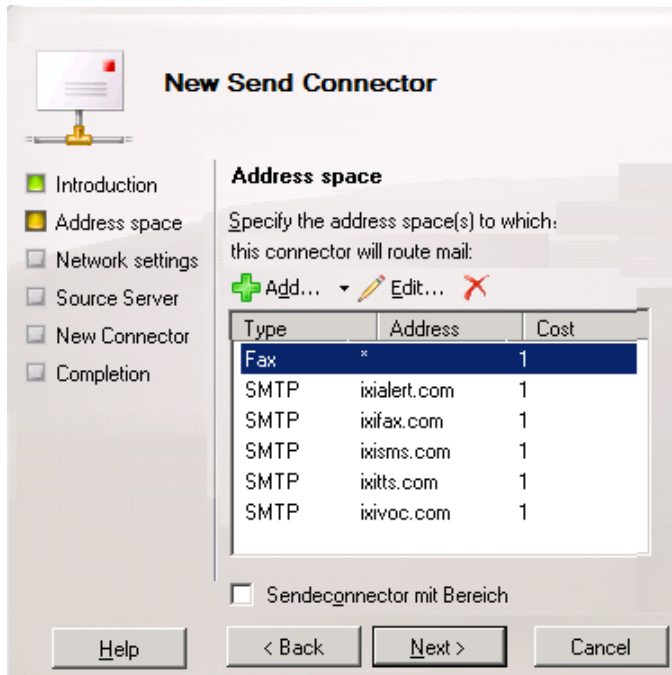 New Send Connector
Introduction
Address space
Network settings
Source Server
New Connector
Completion
Address space
Specify the address space(s) to which
this connector will route mail:
Add... Edit...
Type Address Cost
Fax * 1
SMTP ixialert.com 1
SMTP ixifax.com 1
SMTP ixisms.com 1
SMTP ixitts.com 1
SMTP ixivoc.com 1
Sendeconnector mit Bereich
Help < Back Next > Cancel